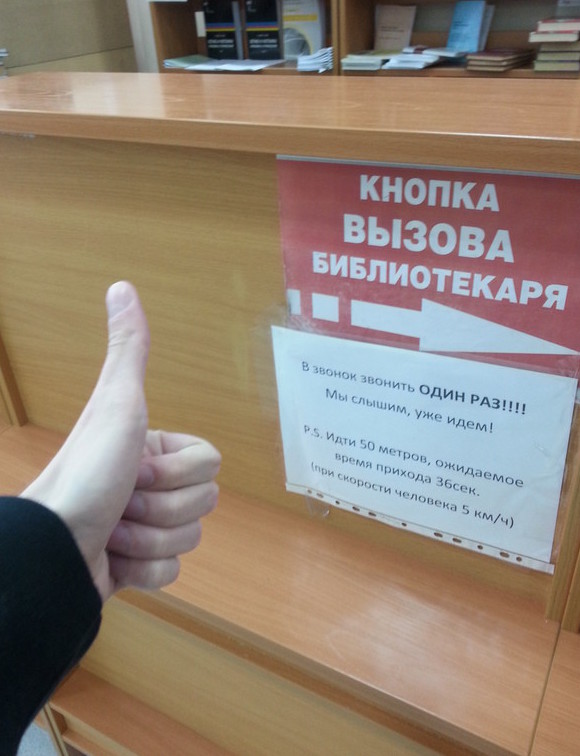 КНОПКА
ВЫЗОВА
БИБЛИОТЕКАРЯ
В звонок звонить ОДИН РАЗ!!!!
Мы слышим, уже идем!
P.S. Идти 50 метров, ожидаемое
время прихода 36сек.
(при скорости человека 5 км/ч)